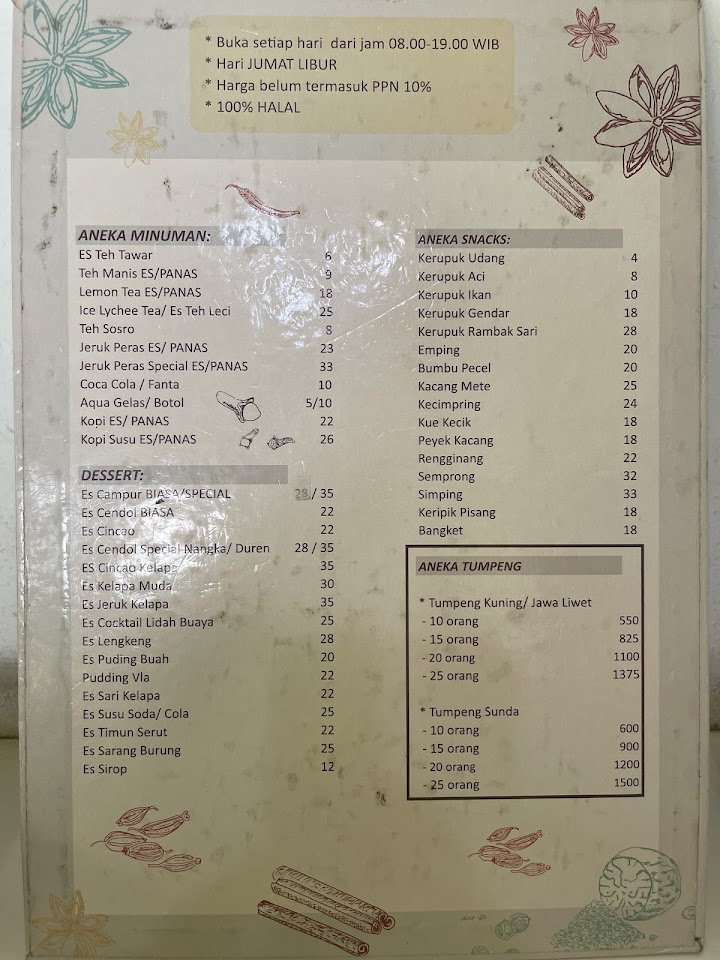 * Buka setiap hari dari jam 08.00-19.00 WIB
* Hari JUMAT LIBUR
* Harga belum termasuk PPN 10%
* 100% HALAL
ANEKA MINUMAN:
ES Teh Tawar 6
Teh Manis ES/PANAS 9
Lemon Tea ES/PANAS 18
Ice Lychee Tea/ Es Teh Leci 25
Teh Sosro 8
Jeruk Peras ES/ PANAS 23
Jeruk Peras Special ES/PANAS 33
Coca Cola / Fanta 10
Aqua Gelas/ Botol 5/10
Kopi ES/ PANAS 22
Kopi Susu ES/PANAS 26
DESSERT:
Es Campur BIASA/SPECIAL 28/ 35
Es Cendol BIASA 22
Es Cincao 22
Es Cendol Special Nangka/ Duren 28 / 35
ES Cincao Kelapa 35
Es Kelapa Muda 30
Es Jeruk Kelapa 35
Es Cocktail Lidah Buaya 25
Es Lengkeng 28
Es Puding Buah 20
Pudding Vla 22
Es Sari Kelapa 22
Es Susu Soda/ Cola 25
Es Timun Serut 22
Es Sarang Burung 25
Es Sirop 12
ANEKA SNACKS:
Kerupuk Udang 4
Kerupuk Aci 8
Kerupuk Ikan 10
Kerupuk Gendar 18
Kerupuk Rambak Sari 28
Emping 20
Bumbu Pecel 20
Kacang Mete 25
Kecimpring 24
Kue Kecik 18
Peyek Kacang 18
Rengginang 22
Semprong 32
Simping 33
Keripik Pisang 18
Bangket 18
ANEKA TUMPENG
* Tumpeng Kuning/ Jawa Liwet
- 10 orang 550
- 15 orang 825
- 20 orang 1100
- 25 orang 1375
* Tumpeng Sunda
- 10 orang 600
- 15 orang 900
- 20 orang 1200
- 25 orang 1500